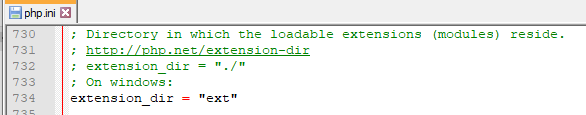 php.ini
730 ; Directory in which the loadable extensions (modules) reside.
731 ; http://php.net/extension-dir
732 ; extension_dir = "./"
733 ; On windows:
734 extension_dir = "ext"
735